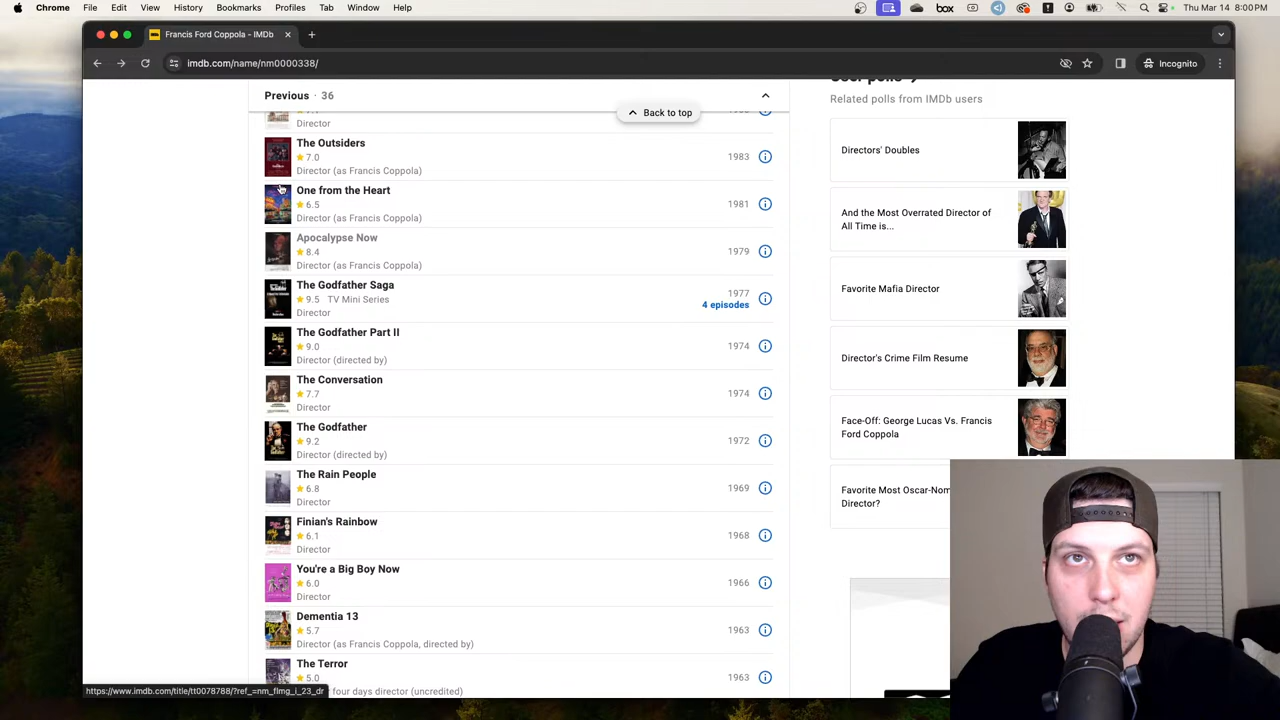 Chrome File Edit View History Bookmarks Profiles Tab Window Help
box
Thu Mar 14 8:00PM
Francis Ford Coppola - IMDb
imdb.com/name/nm0000338/
Incognito
Previous · 36
Back to top
Director
The Outsiders
7.0
Director (as Francis Coppola)
1983
One from the Heart
6.5
Director (as Francis Coppola)
1981
Apocalypse Now
8.4
Director (as Francis Coppola)
1979
The Godfather Saga
9.5 TV Mini Series
Director
1977
4 episodes
The Godfather Part II
9.0
Director (directed by)
1974
The Conversation
7.7
Director
1974
The Godfather
9.2
Director (directed by)
1972
The Rain People
6.8
Director
1969
Finian's Rainbow
6.1
Director
1968
You're a Big Boy Now
6.0
Director
1966
Dementia 13
5.7
Director (as Francis Coppola, directed by)
1963
The Terror
5.0
four days director (uncredited)
1963
https://www.imdb.com/title/tt0078788/?ref_=nm_flmg_i_23_dr
Related polls from IMDb users
Directors' Doubles
And the Most Overrated Director of
All Time is...
Favorite Mafia Director
Director's Crime Film Resume
Face-Off: George Lucas Vs. Francis
Ford Coppola
Favorite Most Oscar-Nom
Director?